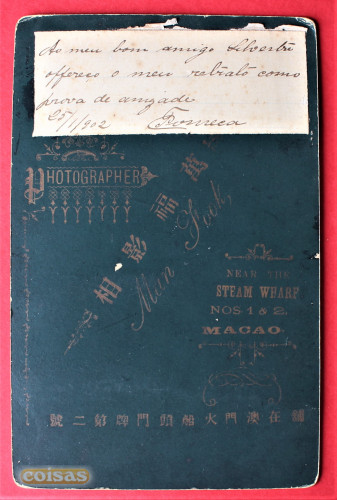 Ao meu bom amigo Silvestre
offereço o meu retrato como
prova de amizade
25/1/902 Fonseca
PHOTOGRAPHER
萬福影相
Mun Fook,
NEAR THE
STEAM WHARF
NOS 1 & 2.
MACAO.
舖在澳門火船頭門牌第二號
coisas